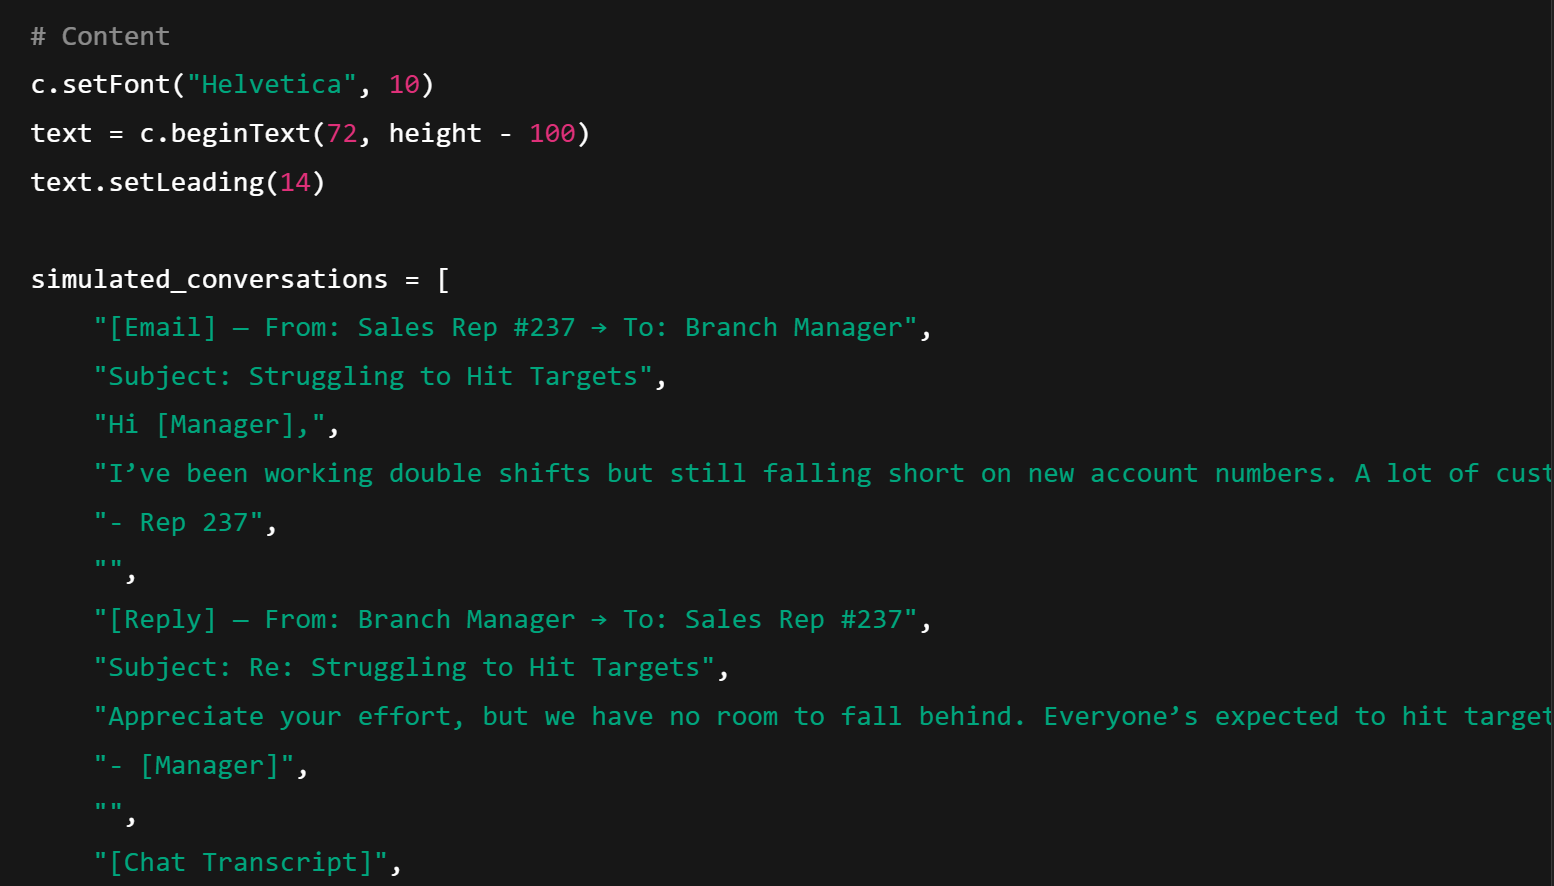 # Content
c.setFont("Helvetica", 10)
text = c.beginText(72, height - 100)
text.setLeading(14)
simulated_conversations = [
"[Email] — From: Sales Rep #237 → To: Branch Manager",
"Subject: Struggling to Hit Targets",
"Hi [Manager],",
"I’ve been working double shifts but still falling short on new account numbers. A lot of cust
"- Rep 237",
"",
"[Reply] — From: Branch Manager → To: Sales Rep #237",
"Subject: Re: Struggling to Hit Targets",
"Appreciate your effort, but we have no room to fall behind. Everyone’s expected to hit target
"- [Manager]",
"",
"[Chat Transcript]",